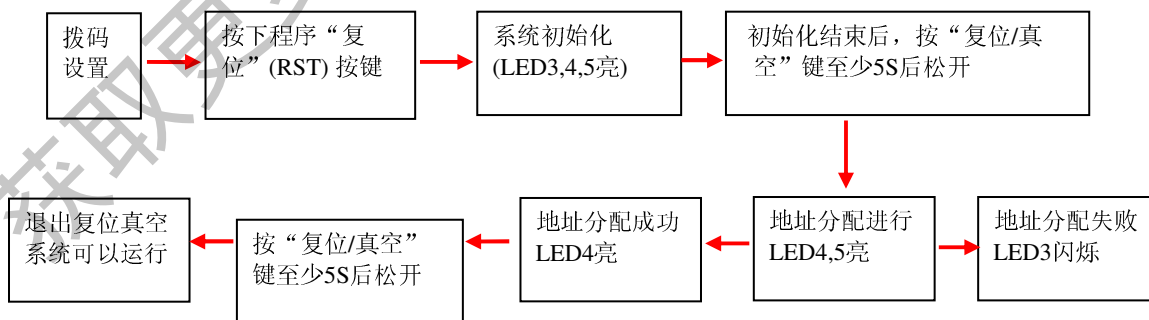 拨码
设置
按下程序“复
位”(RST) 按键
系统初始化
(LED3,4,5亮)
初始化结束后，按“复位/真
空”键至少5S后松开
退出复位真空
系统可以运行
按“复位/真空”
键至少5S后松开
地址分配成功
LED4亮
地址分配进行
LED4,5亮
地址分配失败
LED3闪烁
获取更